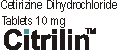 Cetirizine Dihydrochloride
Tablets 10 mg
Citrilin™